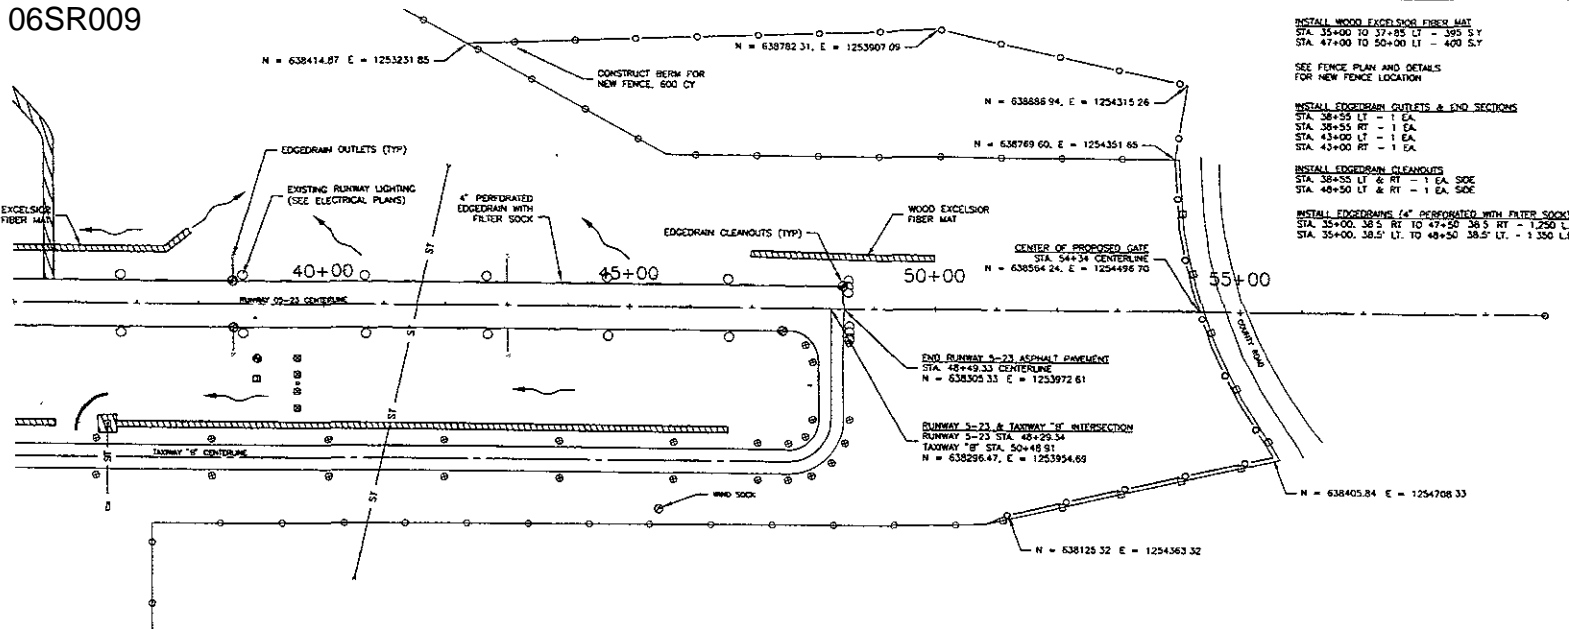 06SR009
N = 638414.87 E = 1253231.85
N = 638782.31, E = 1253907.09
CONSTRUCT BERM FOR
NEW FENCE, 600 CY
N = 638886.94, E = 1254315.26
N = 638769.60, E = 1254351.65
INSTALL WOOD EXCELSIOR FIBER MAT
STA. 35+00 TO 37+85 LT - 395 S.Y
STA. 47+00 TO 50+00 LT - 400 S.Y
SEE FENCE PLAN AND DETAILS
FOR NEW FENCE LOCATION
INSTALL EDGEDRAIN OUTLETS & END SECTIONS
STA. 38+55 LT - 1 EA.
STA. 38+55 RT - 1 EA.
STA. 43+00 LT - 1 EA.
STA. 43+00 RT - 1 EA.
INSTALL EDGEDRAIN CLEANOUTS
STA. 38+55 LT & RT - 1 EA. SIDE
STA. 48+50 LT & RT - 1 EA. SIDE
INSTALL EDGEDRAINS (4" PERFORATED WITH FILTER SOCK)
STA. 35+00, 38.5 RT TO 47+50 38.5 RT - 1,250 L.
STA. 35+00, 38.5' LT. TO 48+50 38.5' LT. - 1 350 L.
EDGEDRAIN OUTLETS (TYP)
EXISTING RUNWAY LIGHTING
(SEE ELECTRICAL PLANS)
4" PERFORATED
EDGEDRAIN WITH
FILTER SOCK
EXCELSIOR
FIBER MAT
WOOD EXCELSIOR
FIBER MAT
EDGEDRAIN CLEANOUTS (TYP)
CENTER OF PROPOSED GATE
STA. 54+34 CENTERLINE
N = 638564.24, E = 1254496.70
ST
40+00
45+00
50+00
55+00
RUNWAY 05-23 CENTERLINE
ST
COUNTY ROAD
END RUNWAY 5-23 ASPHALT PAVEMENT
STA. 48+49.33 CENTERLINE
N = 638305.33 E = 1253972.61
ST
RUNWAY 5-23 & TAXIWAY "B" INTERSECTION
RUNWAY 5-23 STA. 48+29.34
TAXIWAY "B" STA. 50+48.91
N = 638296.47, E = 1253954.69
TAXIWAY "B" CENTERLINE
ST
ST
WIND SOCK
N = 638405.84 E = 1254708.33
N = 638125.32 E = 1254363.32